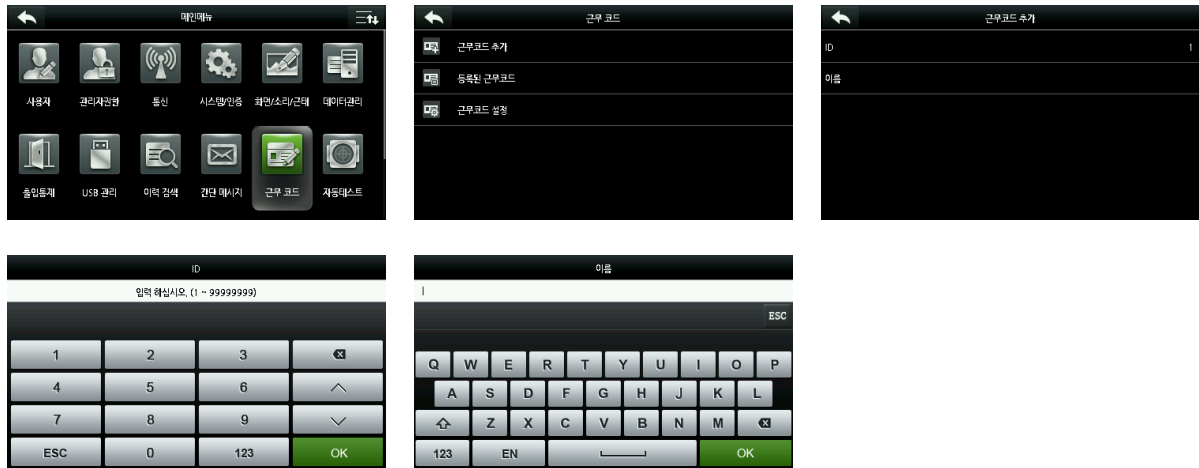 메인메뉴
사용자 관리자권한 통신 시스템/인증 화면/소리/근태 데이터관리
출입통제 USB 관리 이력 검색 간단 메시지 근무 코드 자동테스트
근무 코드
근무코드 추가
등록된 근무코드
근무코드 설정
근무코드 추가
ID 1
이름
ID
입력 하십시오. (1 ~ 99999999)
1 2 3
4 5 6
7 8 9
ESC 0 123 OK
이름
ESC
Q W E R T Y U I O P
A S D F G H J K L
Z X C V B N M
123 EN OK